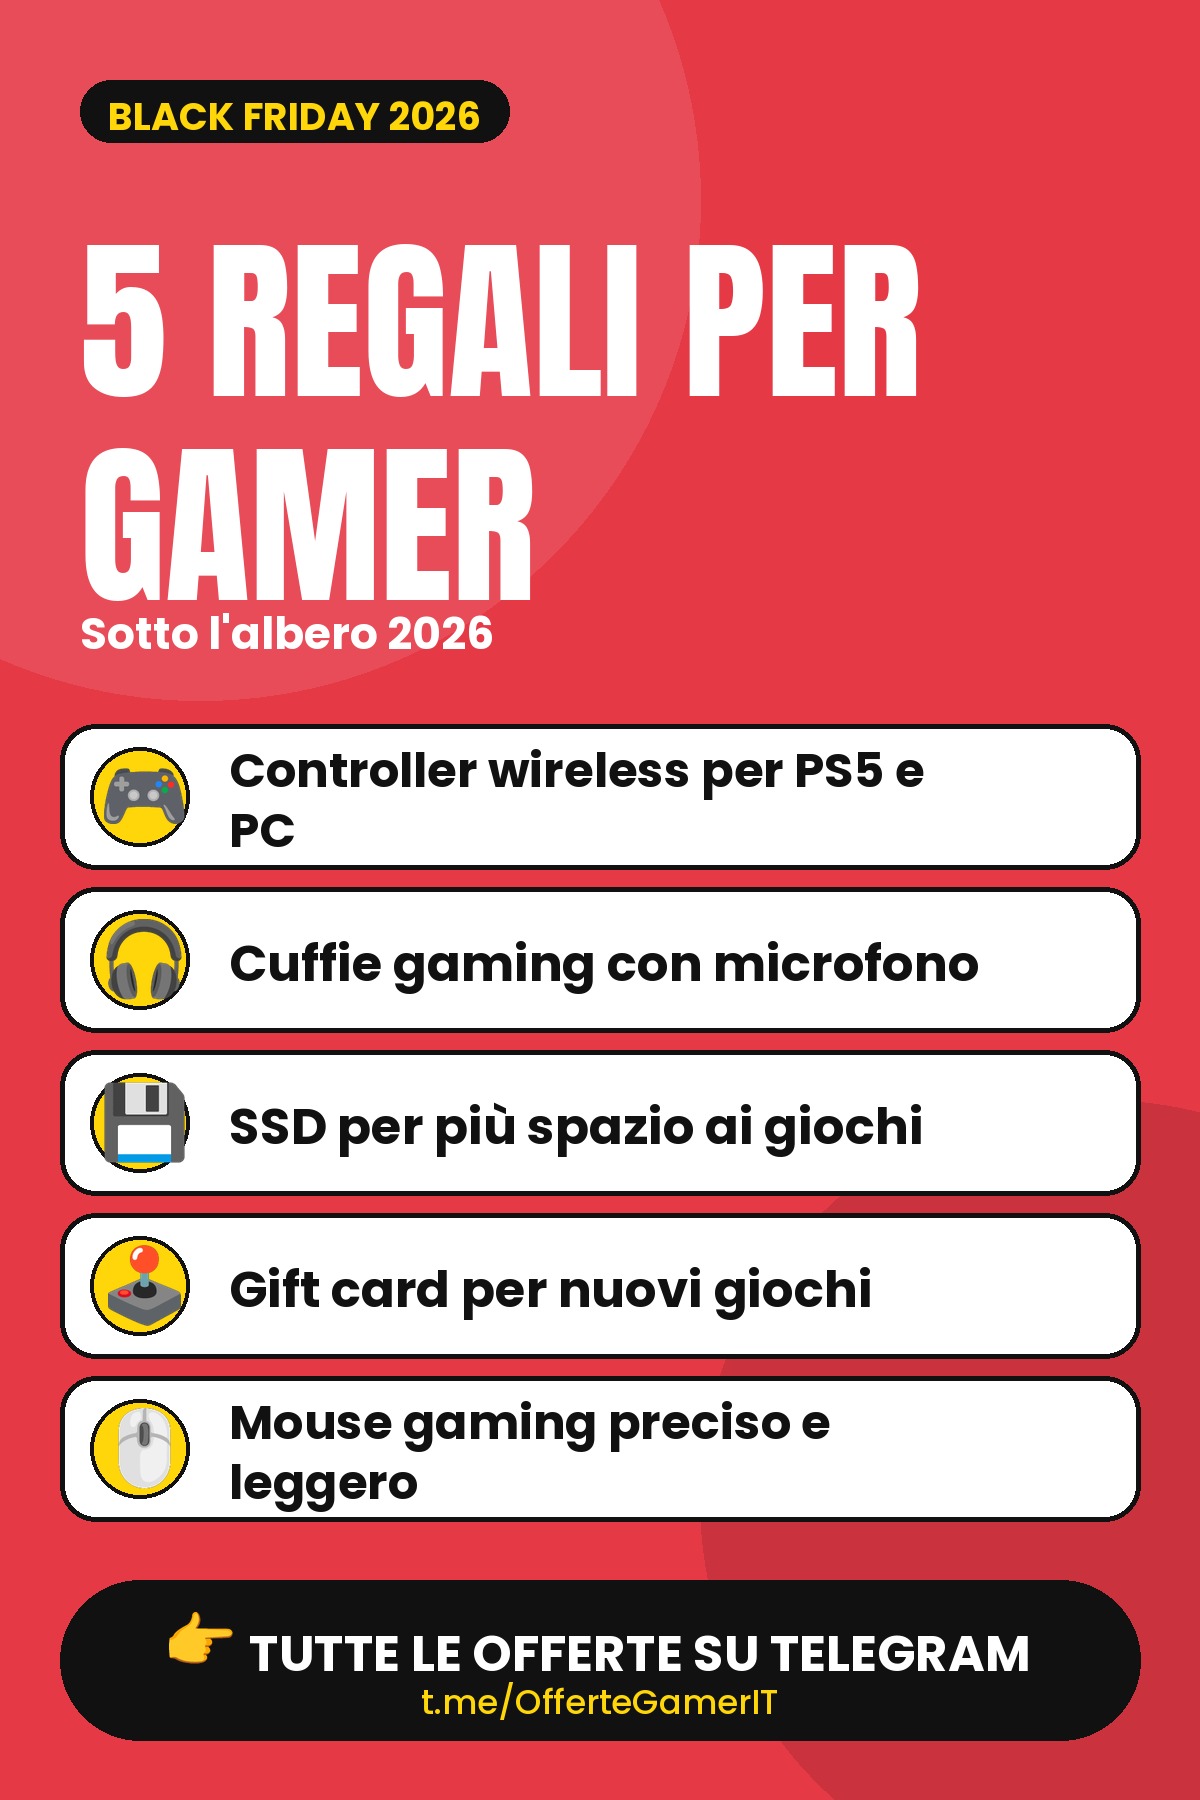 BLACK FRIDAY 2026
5 REGALI PER
GAMER
Sotto l'albero 2026
Controller wireless per PS5 e
PC
Cuffie gaming con microfono
SSD per più spazio ai giochi
Gift card per nuovi giochi
Mouse gaming preciso e
leggero
👉 TUTTE LE OFFERTE SU TELEGRAM
t.me/OfferteGamerIT